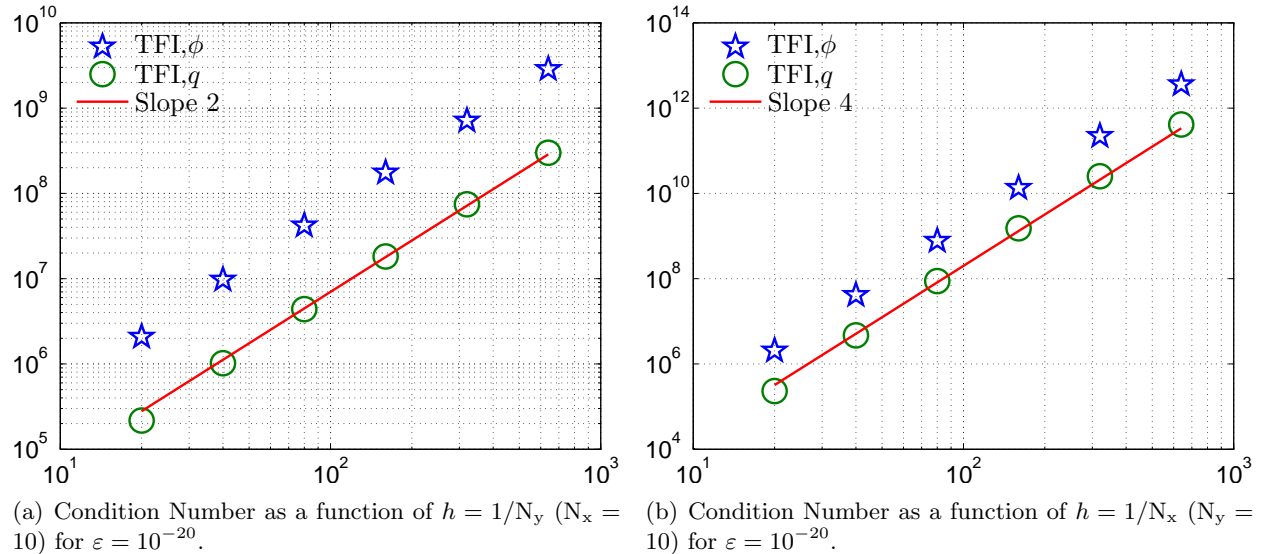 10^10
10^9
10^8
10^7
10^6
10^5
10^1
10^2
10^3
TFI,ϕ
TFI,q
Slope 2
(a) Condition Number as a function of h = 1/N_y (N_x =
10) for ε = 10^−20.
10^14
10^12
10^10
10^8
10^6
10^4
10^1
10^2
10^3
TFI,ϕ
TFI,q
Slope 4
(b) Condition Number as a function of h = 1/N_x (N_y =
10) for ε = 10^−20.